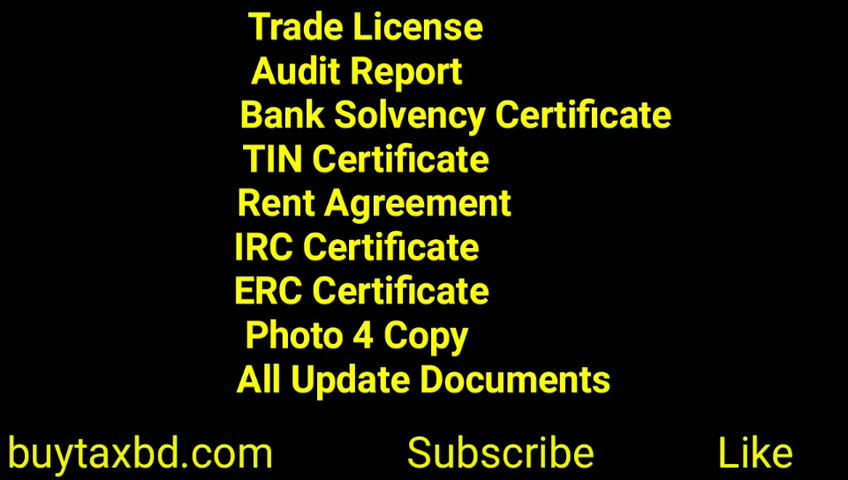 Trade License
Audit Report
Bank Solvency Certificate
TIN Certificate
Rent Agreement
IRC Certificate
ERC Certificate
Photo 4 Copy
All Update Documents
buytaxbd.com Subscribe Like